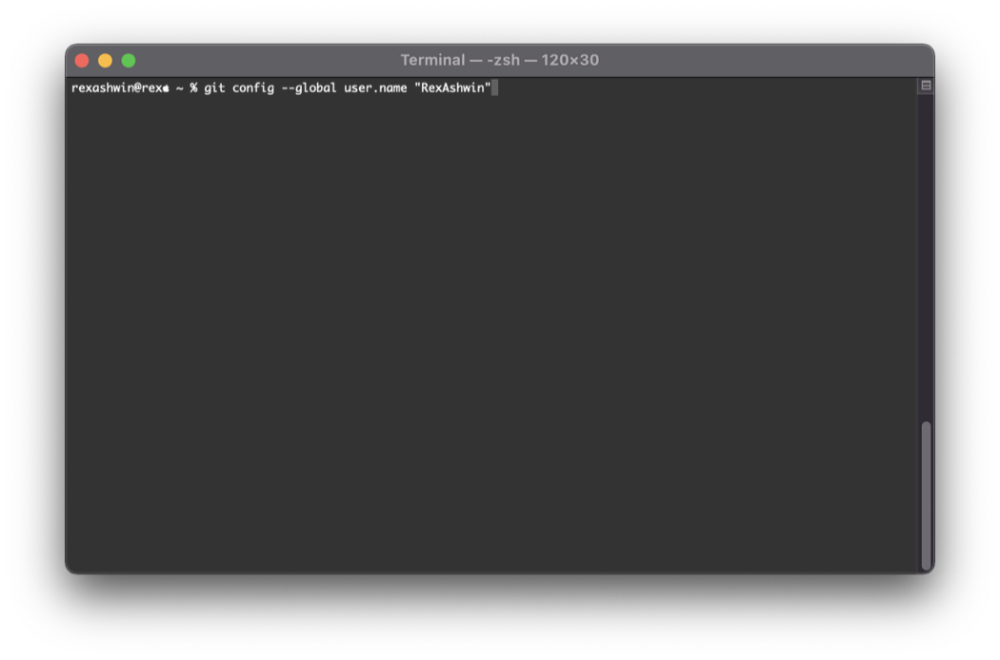 Terminal — -zsh — 120×30
rexashwin@rex ~ % git config --global user.name "RexAshwin"